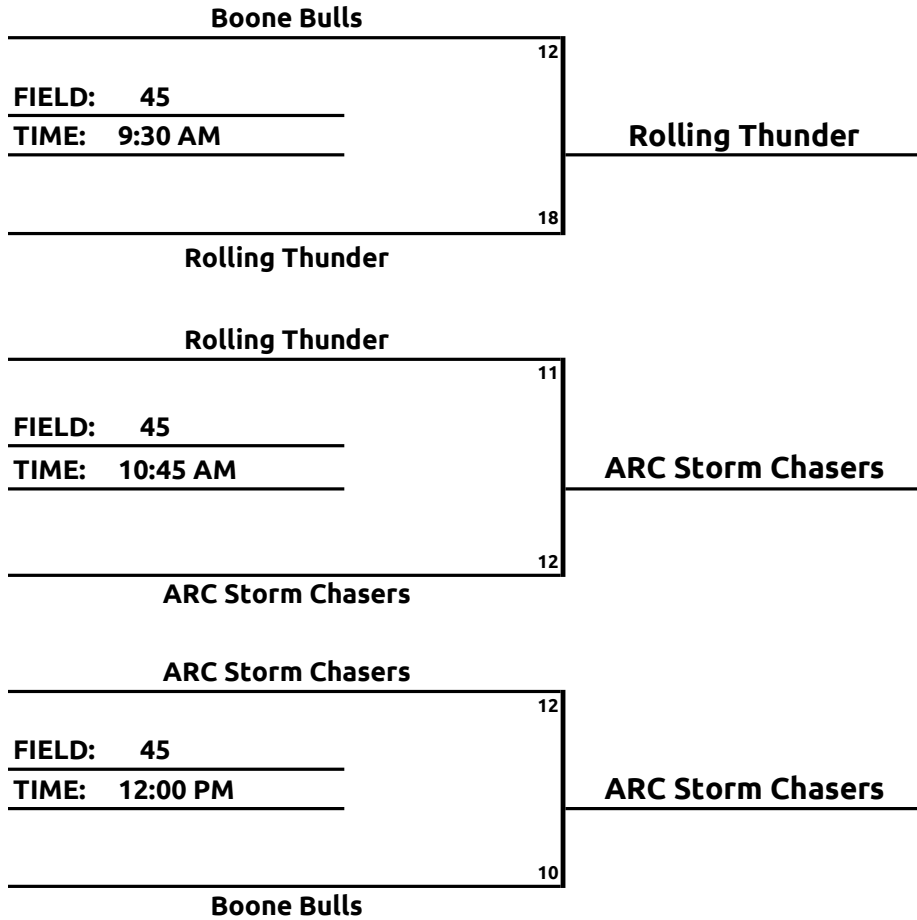 Boone Bulls
12
FIELD: 45
TIME: 9:30 AM
Rolling Thunder
18
Rolling Thunder
Rolling Thunder
11
FIELD: 45
TIME: 10:45 AM
ARC Storm Chasers
12
ARC Storm Chasers
ARC Storm Chasers
12
FIELD: 45
TIME: 12:00 PM
ARC Storm Chasers
10
Boone Bulls